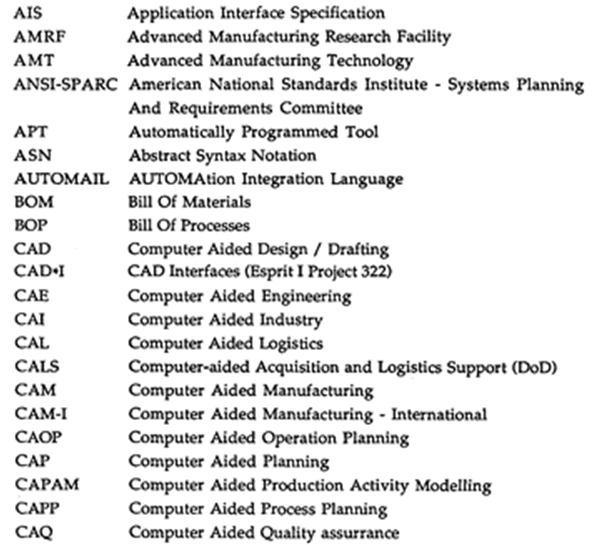 AIS Application Interface Specification
AMRF Advanced Manufacturing Research Facility
AMT Advanced Manufacturing Technology
ANSI-SPARC American National Standards Institute - Systems Planning
And Requirements Committee
APT Automatically Programmed Tool
ASN Abstract Syntax Notation
AUTOMAIL AUTOMAtion Integration Language
BOM Bill Of Materials
BOP Bill Of Processes
CAD Computer Aided Design / Drafting
CAD•I CAD Interfaces (Esprit I Project 322)
CAE Computer Aided Engineering
CAI Computer Aided Industry
CAL Computer Aided Logistics
CALS Computer-aided Acquisition and Logistics Support (DoD)
CAM Computer Aided Manufacturing
CAM-I Computer Aided Manufacturing - International
CAOP Computer Aided Operation Planning
CAP Computer Aided Planning
CAPAM Computer Aided Production Activity Modelling
CAPP Computer Aided Process Planning
CAQ Computer Aided Quality assurrance